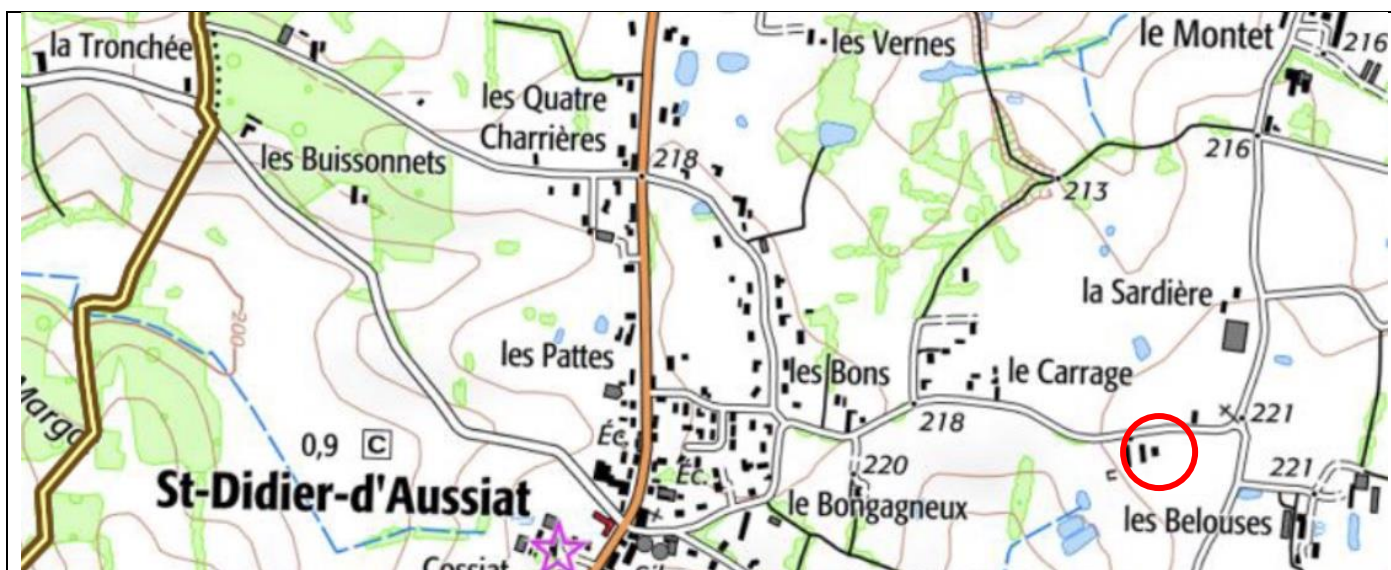 la Tronchée
les Vernes
le Montet
216
les Quatre
Charrières
218
216
les Buissonnets
213
la Sardière
200
les Pattes
les Bons
le Carrage
218
221
Éc.
0,9 C
Éc.
220
221
St-Didier-d'Aussiat
le Bongagneux
les Belouses